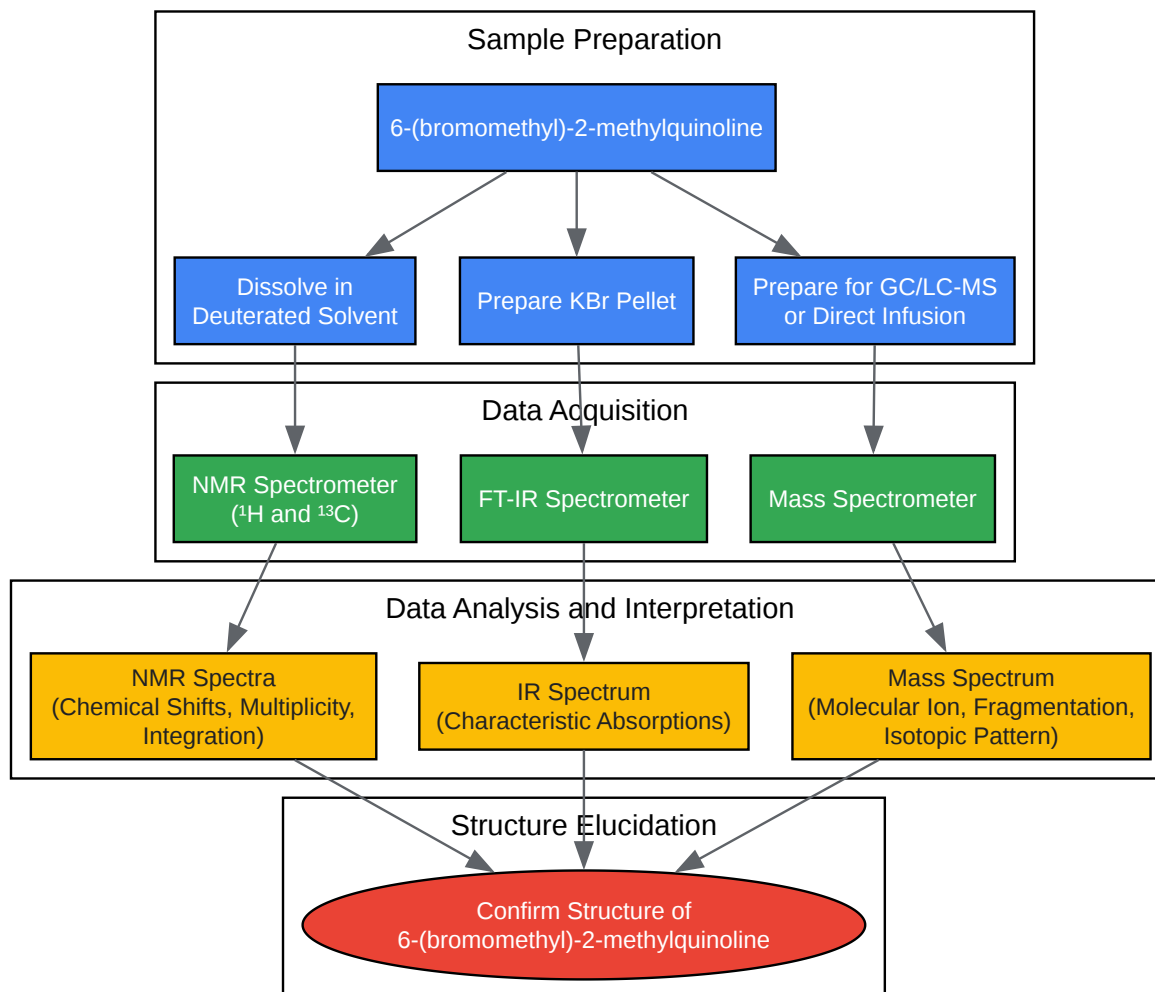 Sample Preparation
6-(bromomethyl)-2-methylquinoline
Dissolve in
Deuterated Solvent
Prepare KBr Pellet
Prepare for GC/LC-MS
or Direct Infusion
Data Acquisition
NMR Spectrometer
(¹H and ¹³C)
FT-IR Spectrometer
Mass Spectrometer
Data Analysis and Interpretation
NMR Spectra
(Chemical Shifts, Multiplicity,
Integration)
IR Spectrum
(Characteristic Absorptions)
Mass Spectrum
(Molecular Ion, Fragmentation,
Isotopic Pattern)
Structure Elucidation
Confirm Structure of
6-(bromomethyl)-2-methylquinoline